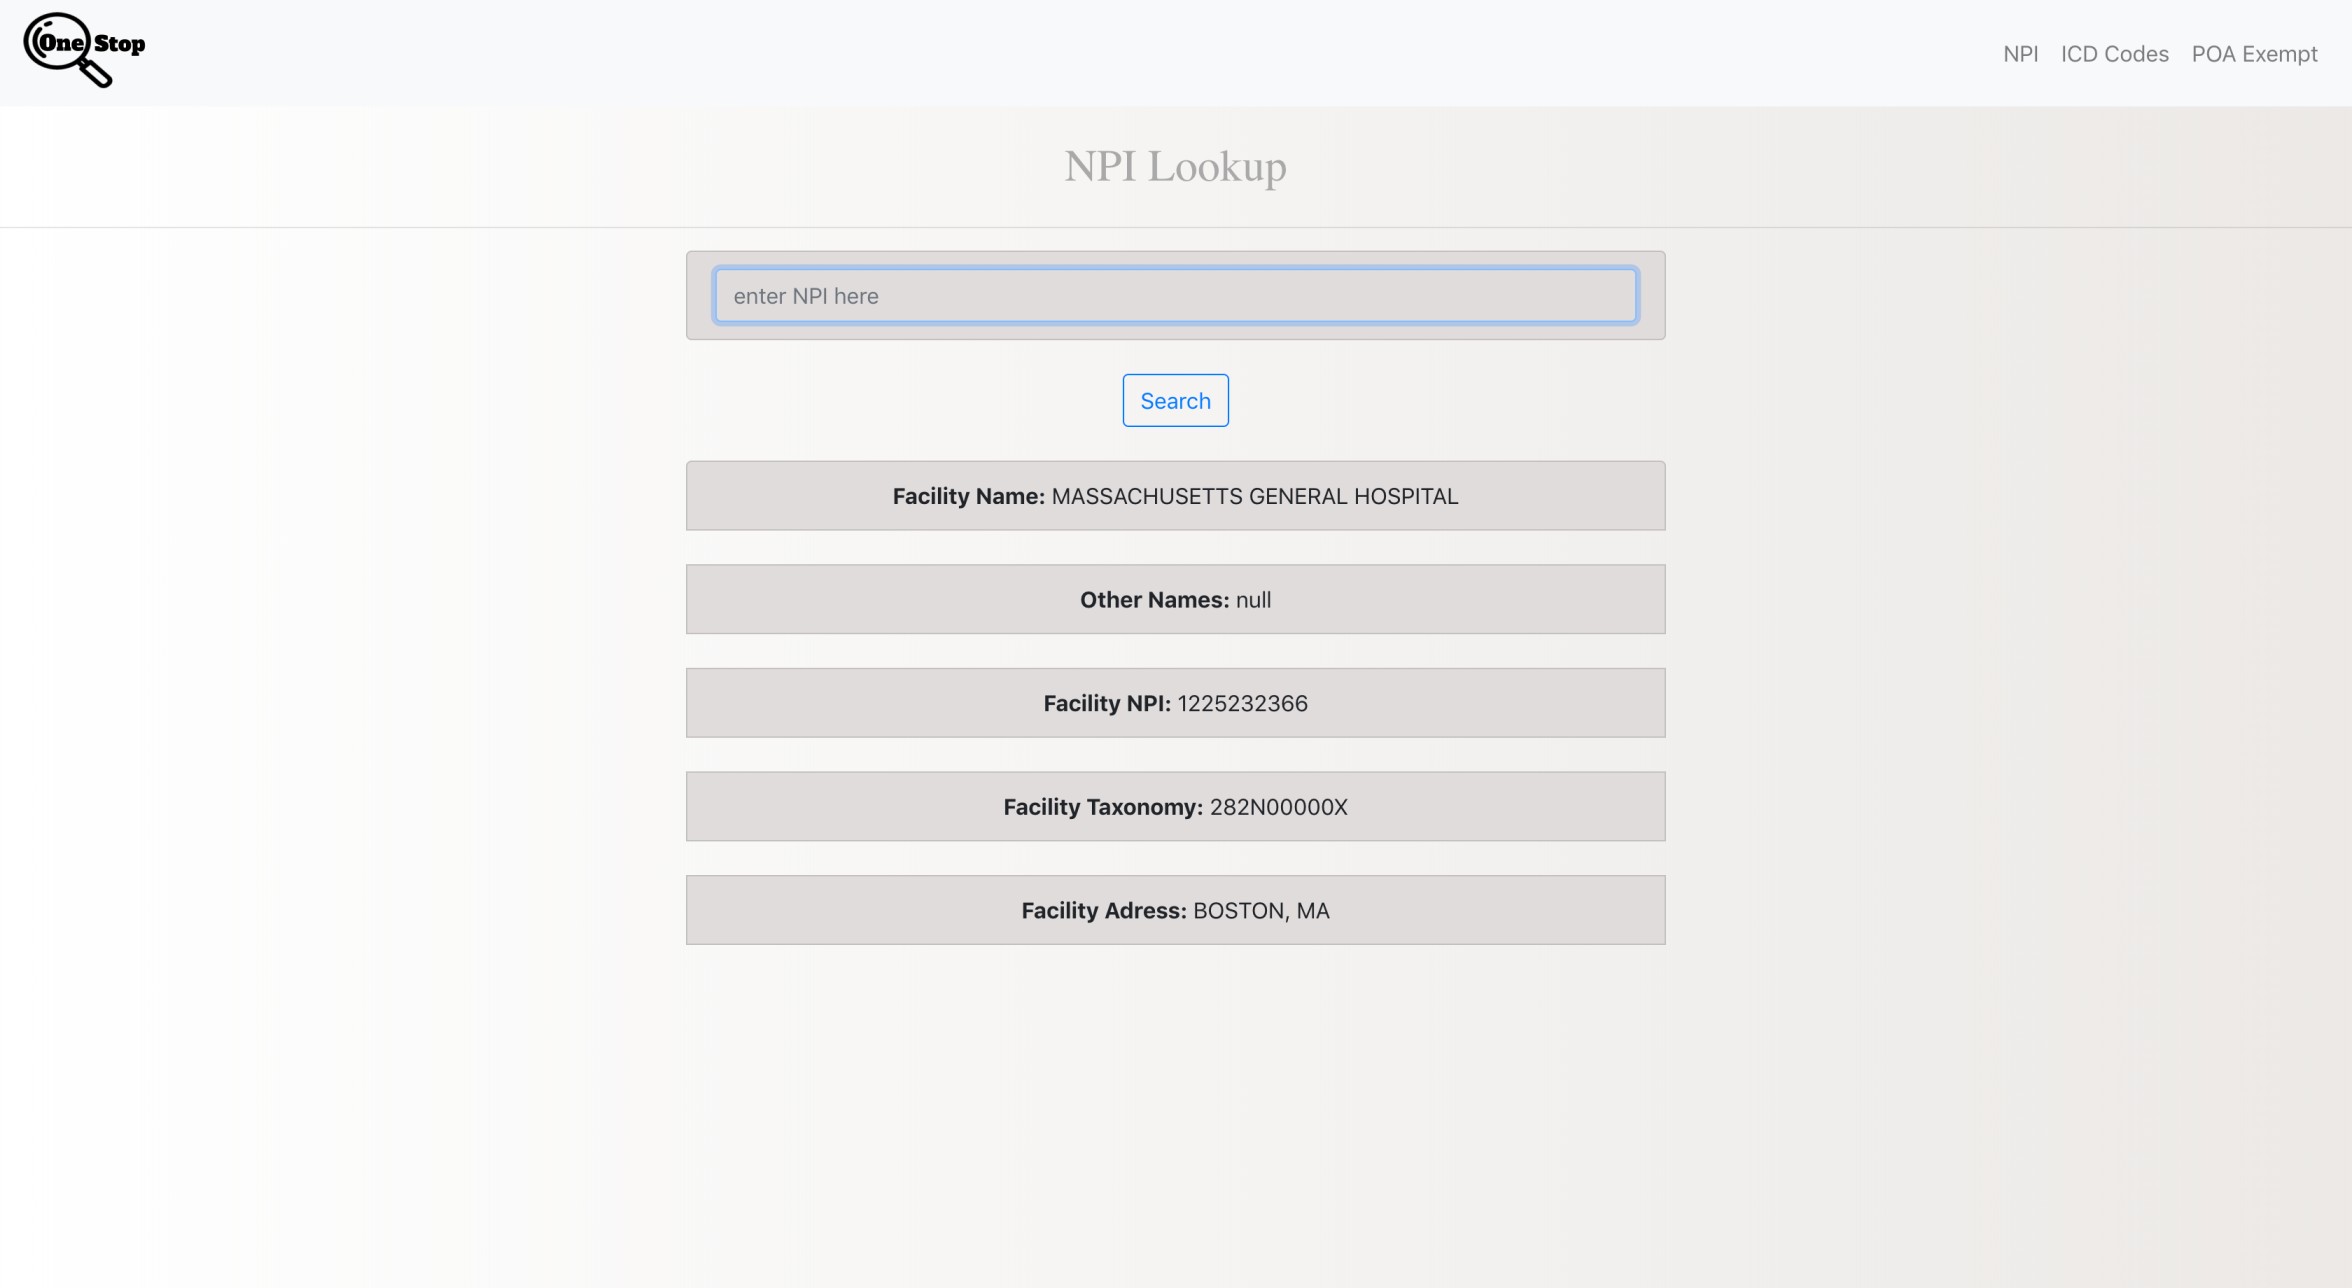 One Stop
NPI ICD Codes POA Exempt
NPI Lookup
enter NPI here
Search
Facility Name: MASSACHUSETTS GENERAL HOSPITAL
Other Names: null
Facility NPI: 1225232366
Facility Taxonomy: 282N00000X
Facility Adress: BOSTON, MA